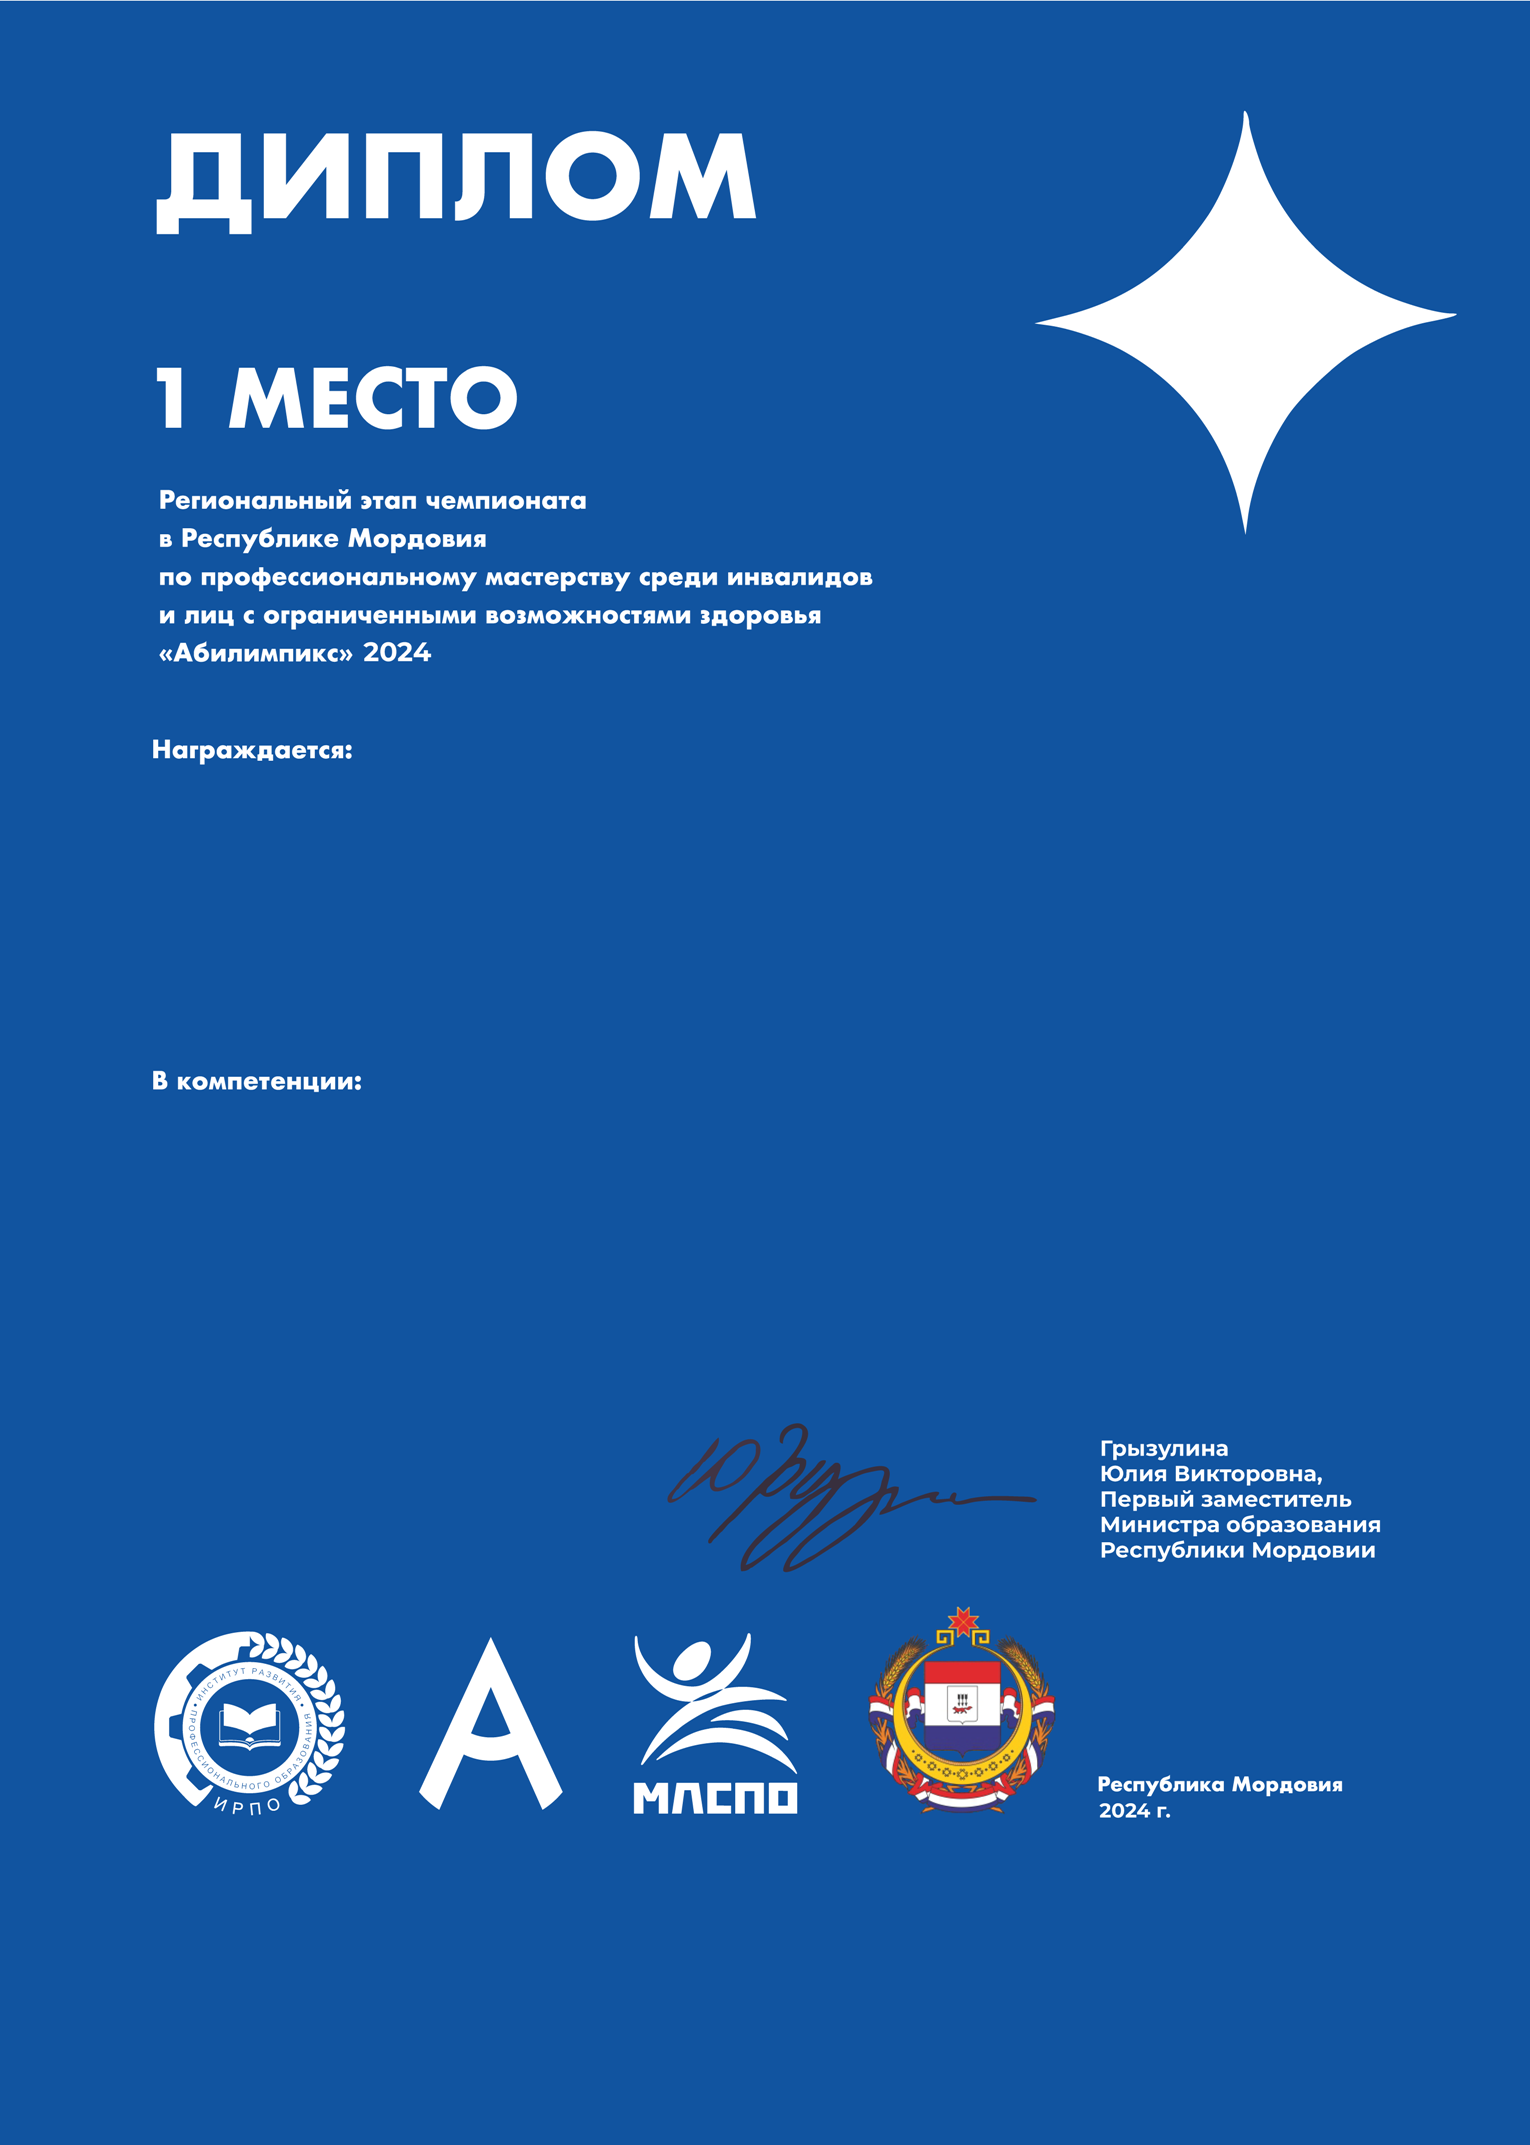 ДИПЛОМ
1 МЕСТО
Региональный этап чемпионата
в Республике Мордовия
по профессиональному мастерству среди инвалидов
и лиц с ограниченными возможностями здоровья
«Абилимпикс» 2024
Награждается:
В компетенции:
Грызулина
Юлия Викторовна,
Первый заместитель
Министра образования
Республики Мордовии
ИНСТИТУТ РАЗВИТИЯ
ПРОФЕССИОНАЛЬНОГО ОБРАЗОВАНИЯ
ИРПО
А
МЛСПО
Республика Мордовия
2024 г.